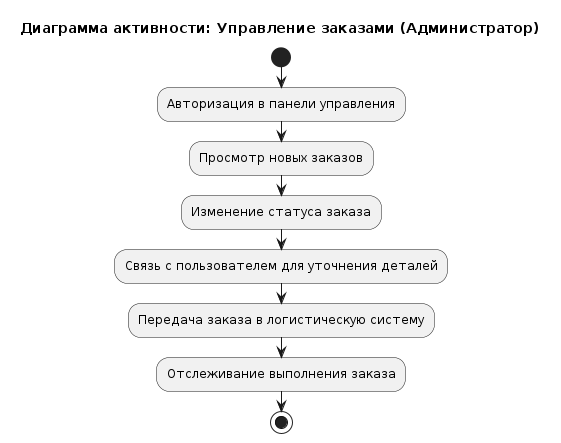 Диаграмма активности: Управление заказами (Администратор)
Авторизация в панели управления
Просмотр новых заказов
Изменение статуса заказа
Связь с пользователем для уточнения деталей
Передача заказа в логистическую систему
Отслеживание выполнения заказа